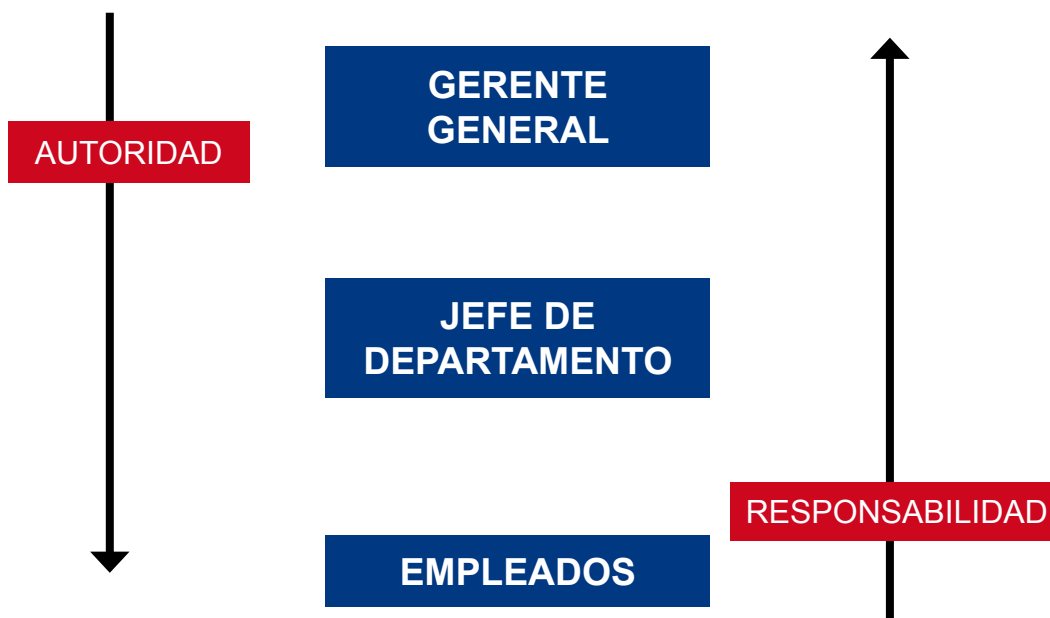 GERENTE
GENERAL
AUTORIDAD
JEFE DE
DEPARTAMENTO
RESPONSABILIDAD
EMPLEADOS